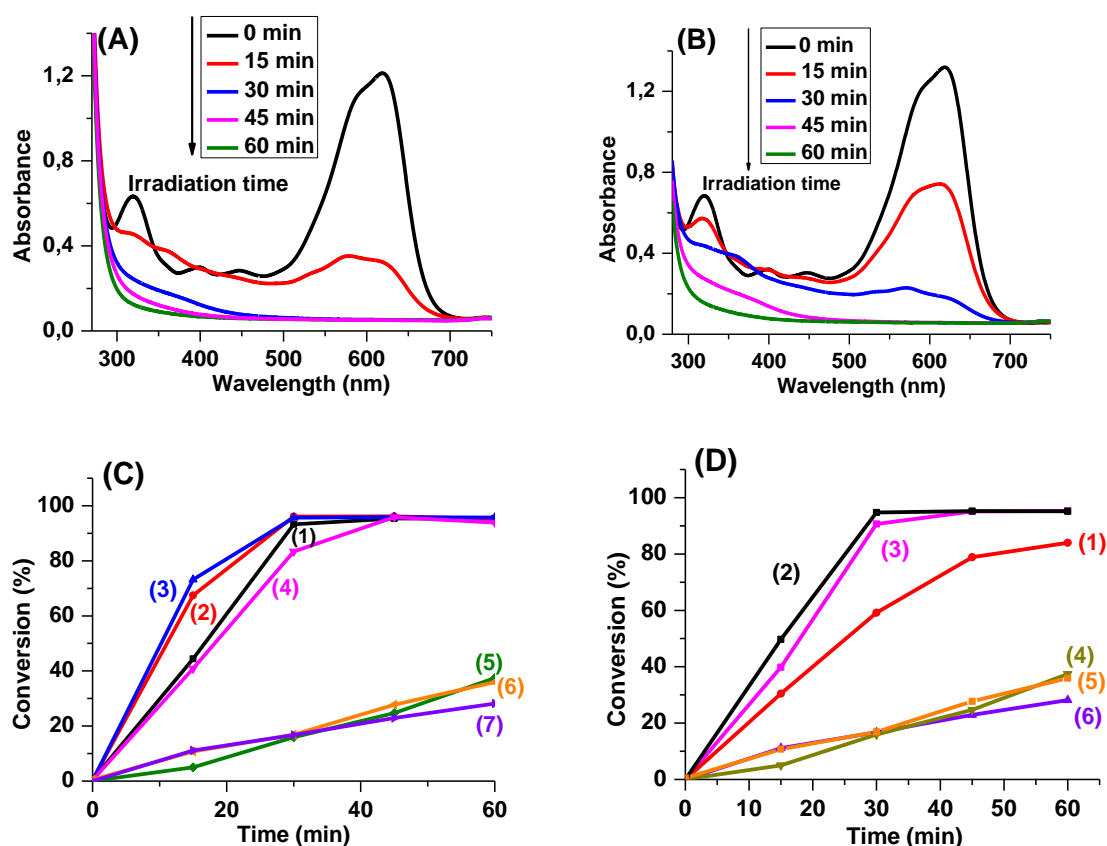 (A)
0 min
15 min
30 min
45 min
60 min
Irradiation time
Absorbance
1,2
0,8
0,4
0,0
300 400 500 600 700
Wavelength (nm)
(B)
0 min
15 min
30 min
45 min
60 min
Irradiation time
Absorbance
1,2
0,8
0,4
0,0
300 400 500 600 700
Wavelength (nm)
(C)
Conversion (%)
100
80
60
40
20
0
(1)
(2)
(3)
(4)
(5)
(6)
(7)
0 20 40 60
Time (min)
(D)
Conversion (%)
100
80
60
40
20
0
(1)
(2)
(3)
(4)
(5)
(6)
0 10 20 30 40 50 60
Time (min)